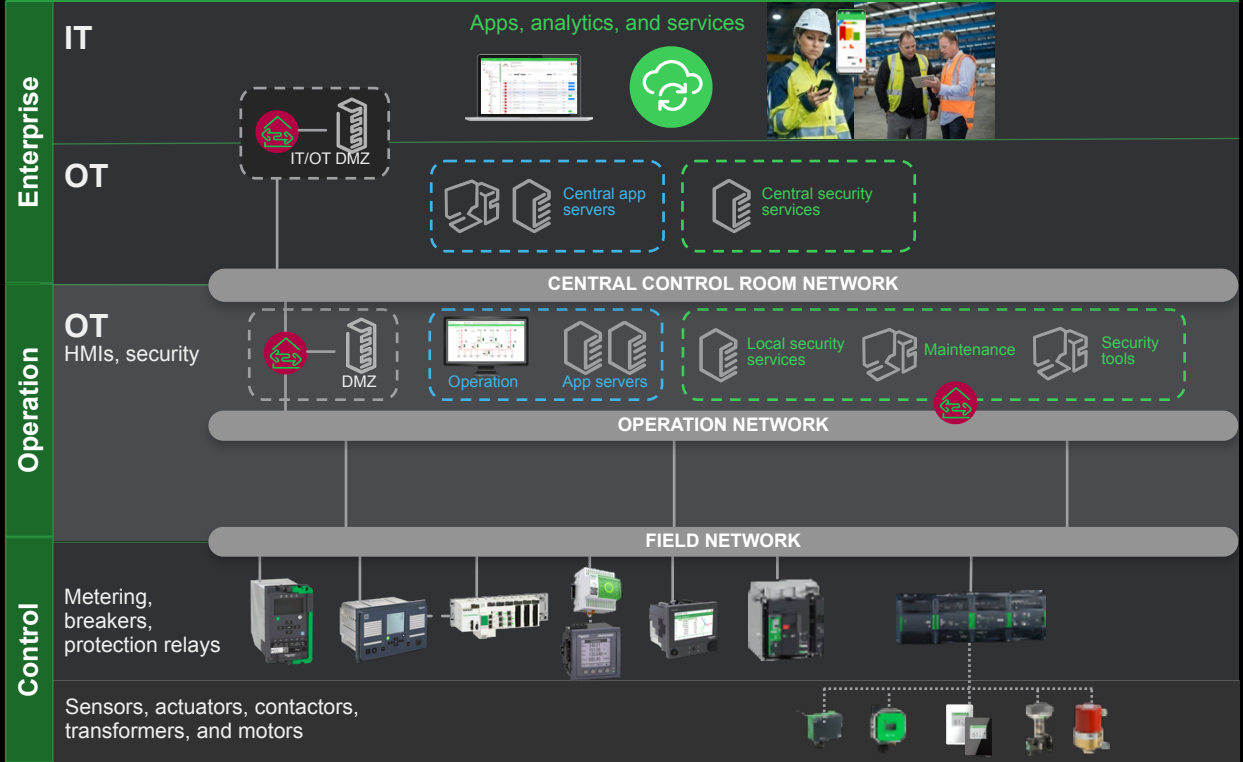 Enterprise
IT
Apps, analytics, and services
IT/OT DMZ
OT
Central app
servers
Central security
services
CENTRAL CONTROL ROOM NETWORK
Operation
OT
HMIs, security
DMZ
Operation
App servers
Local security
services
Maintenance
Security
tools
OPERATION NETWORK
FIELD NETWORK
Control
Metering,
breakers,
protection relays
Sensors, actuators, contactors,
transformers, and motors